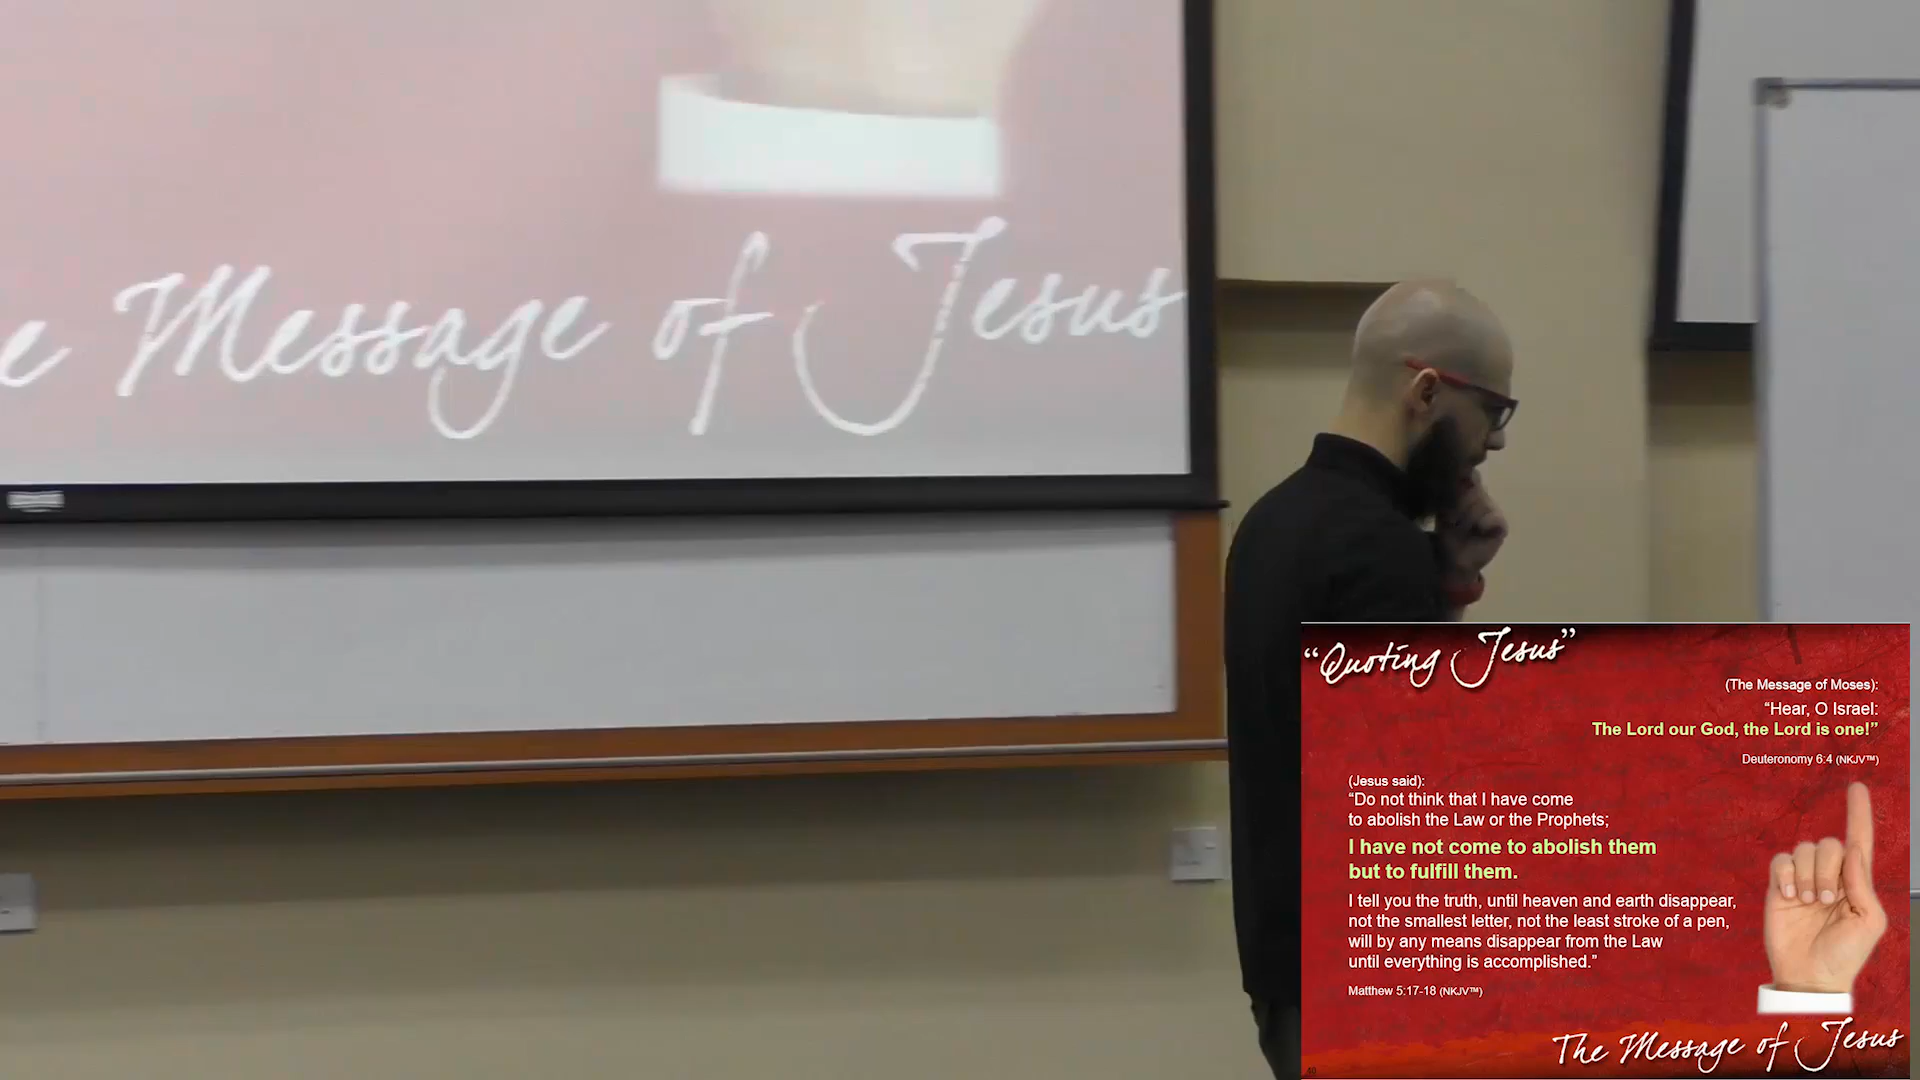 e Message of Jesus
“Quoting Jesus”
(The Message of Moses):
“Hear, O Israel:
The Lord our God, the Lord is one!”
Deuteronomy 6:4 (NKJV™)
(Jesus said):
“Do not think that I have come
to abolish the Law or the Prophets;
I have not come to abolish them
but to fulfill them.
I tell you the truth, until heaven and earth disappear,
not the smallest letter, not the least stroke of a pen,
will by any means disappear from the Law
until everything is accomplished.”
Matthew 5:17-18 (NKJV™)
The Message of Jesus